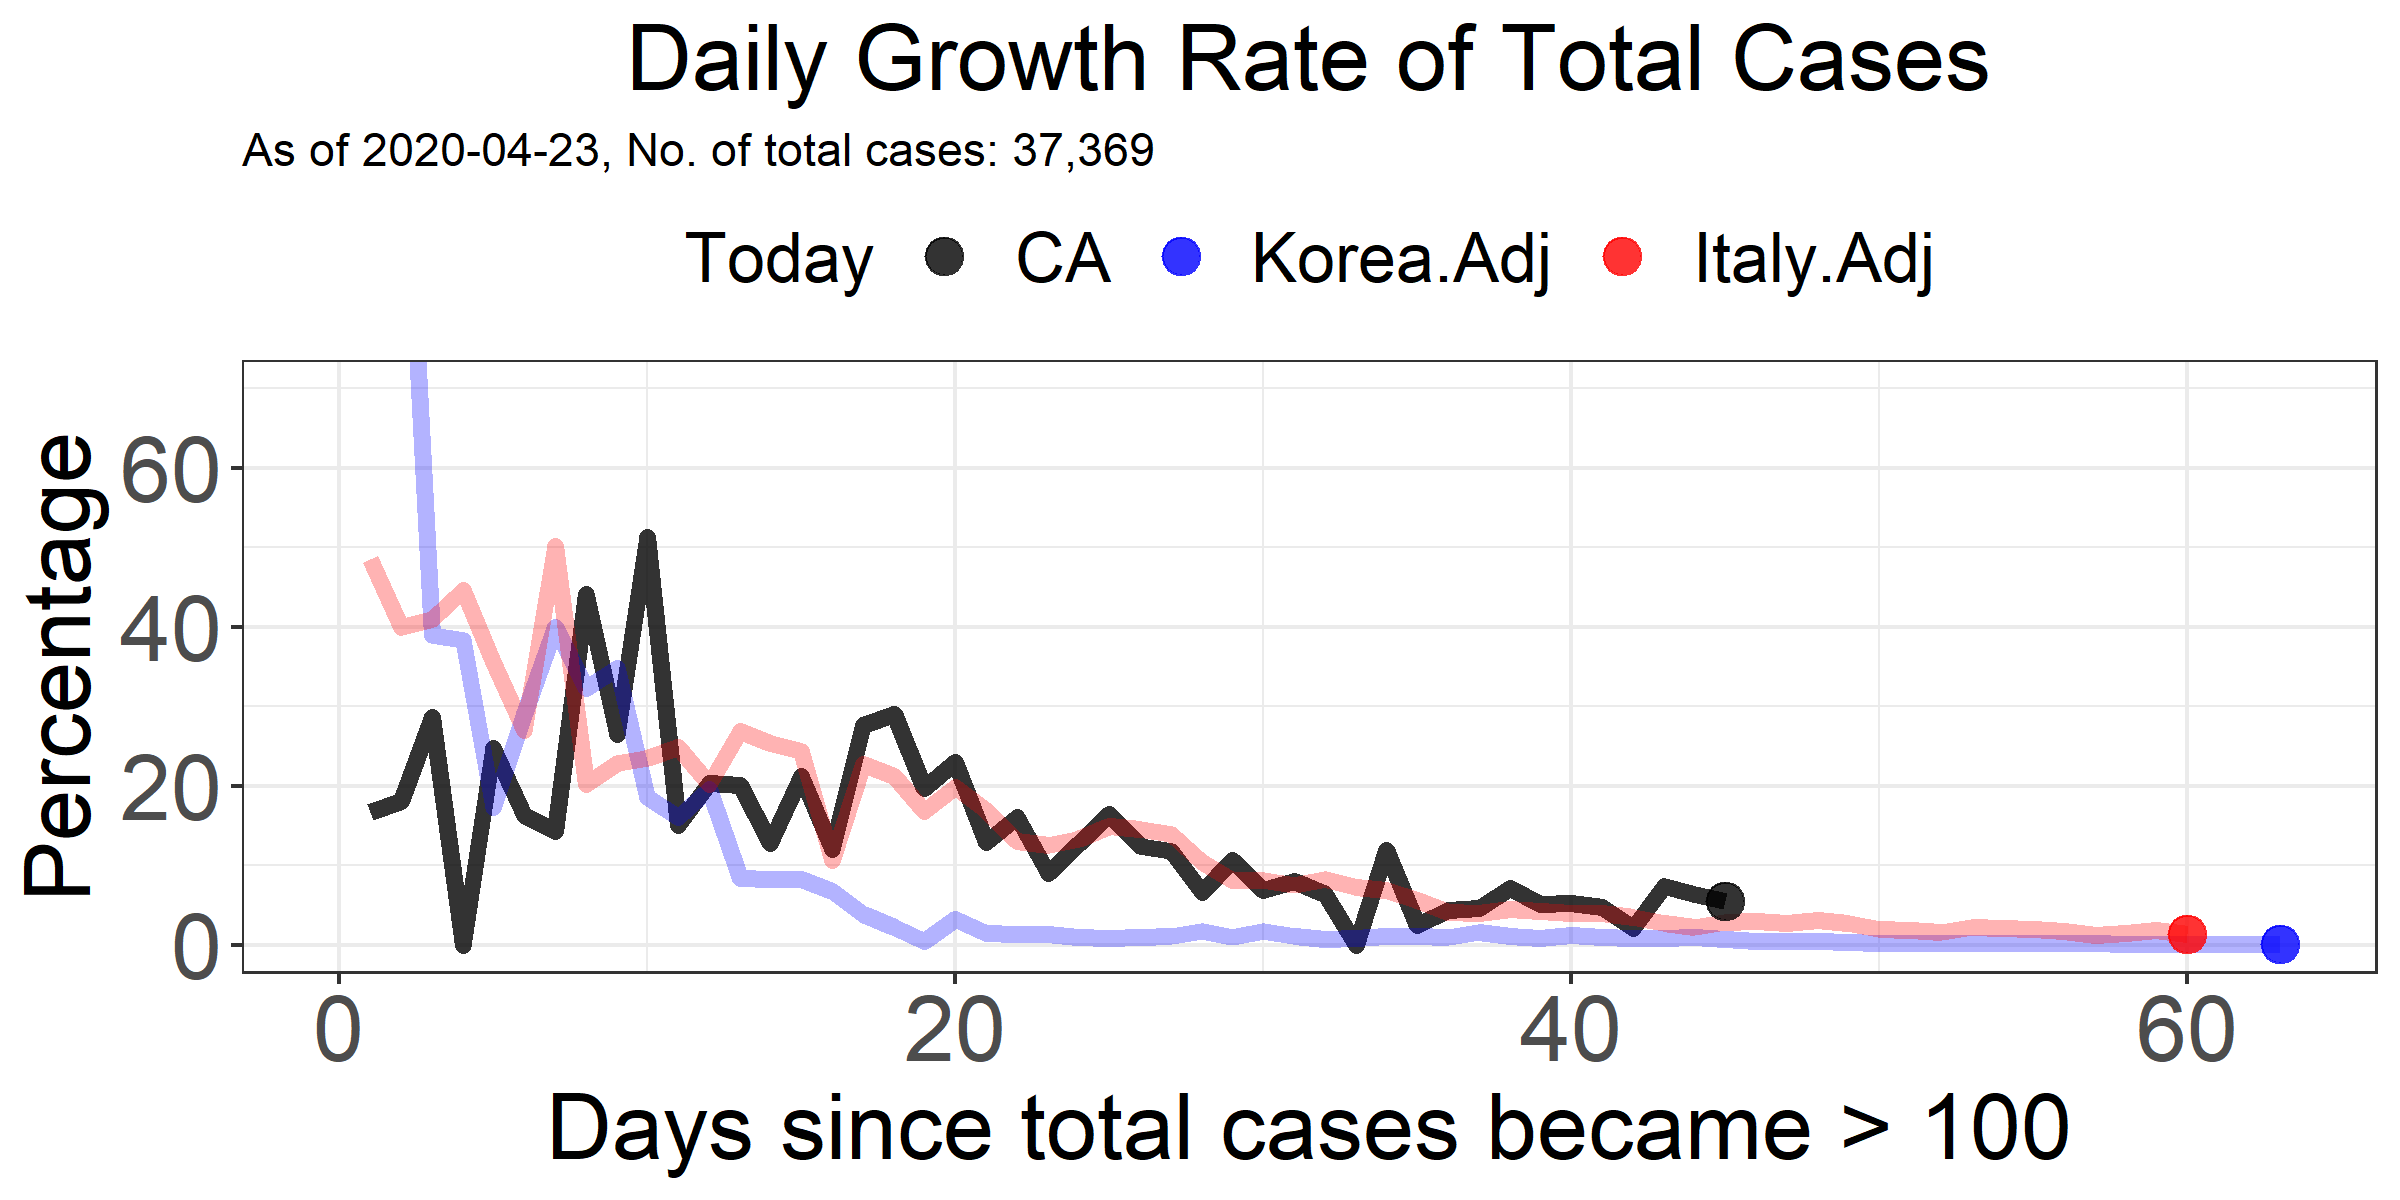 Daily Growth Rate of Total Cases
As of 2020-04-23, No. of total cases: 37,369
Today CA Korea.Adj Italy.Adj
Percentage
60
40
20
0
0 20 40 60
Days since total cases became > 100